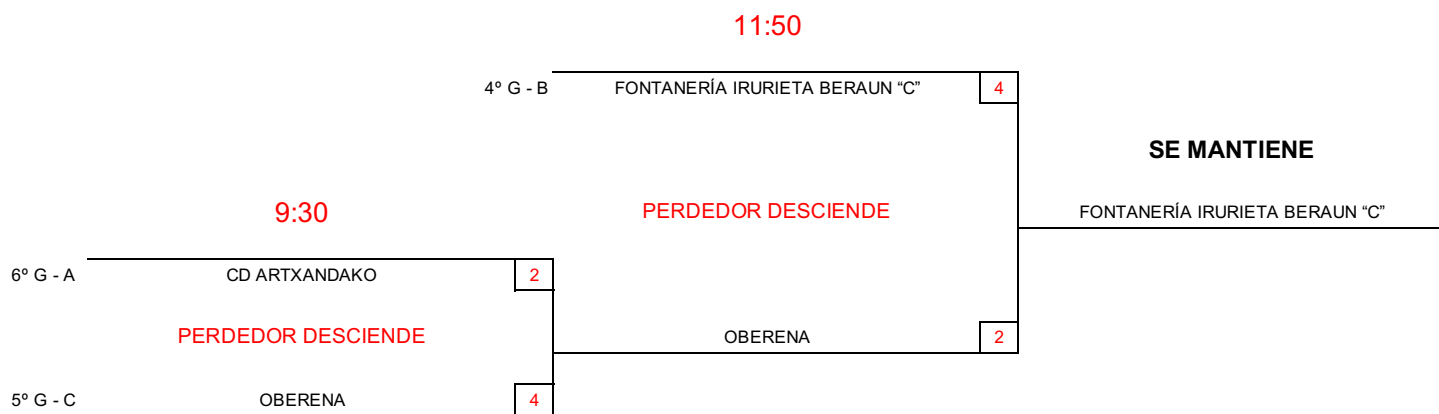 11:50
4º G - B FONTANERÍA IRURIETA BERAUN “C” 4
SE MANTIENE
9:30 PERDEDOR DESCIENDE FONTANERÍA IRURIETA BERAUN “C”
6º G - A CD ARTXANDAKO 2
PERDEDOR DESCIENDE OBERENA 2
5º G - C OBERENA 4